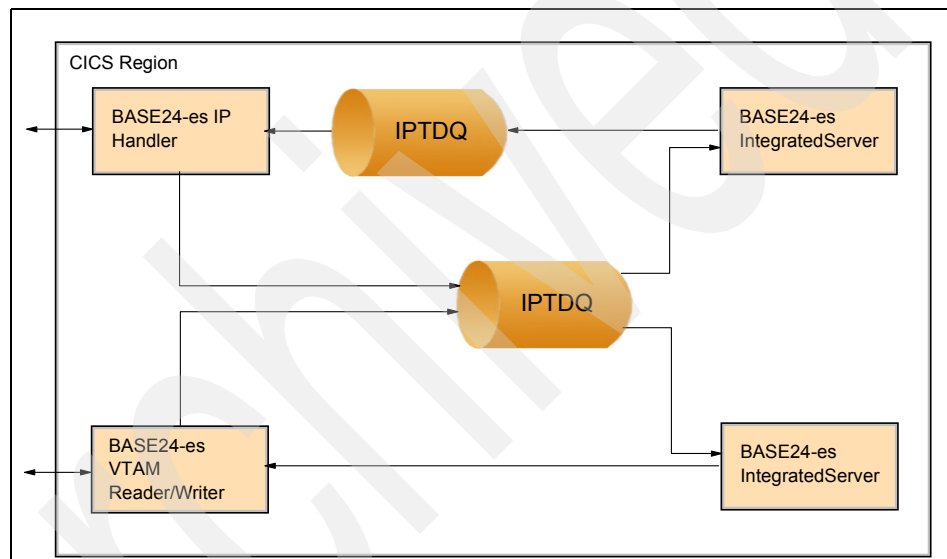 CICS Region
BASE24-es IP
Handler
IPTDQ
BASE24-es
IntegratedServer
IPTDQ
BASE24-es
VTAM
Reader/Writer
BASE24-es
IntegratedServer